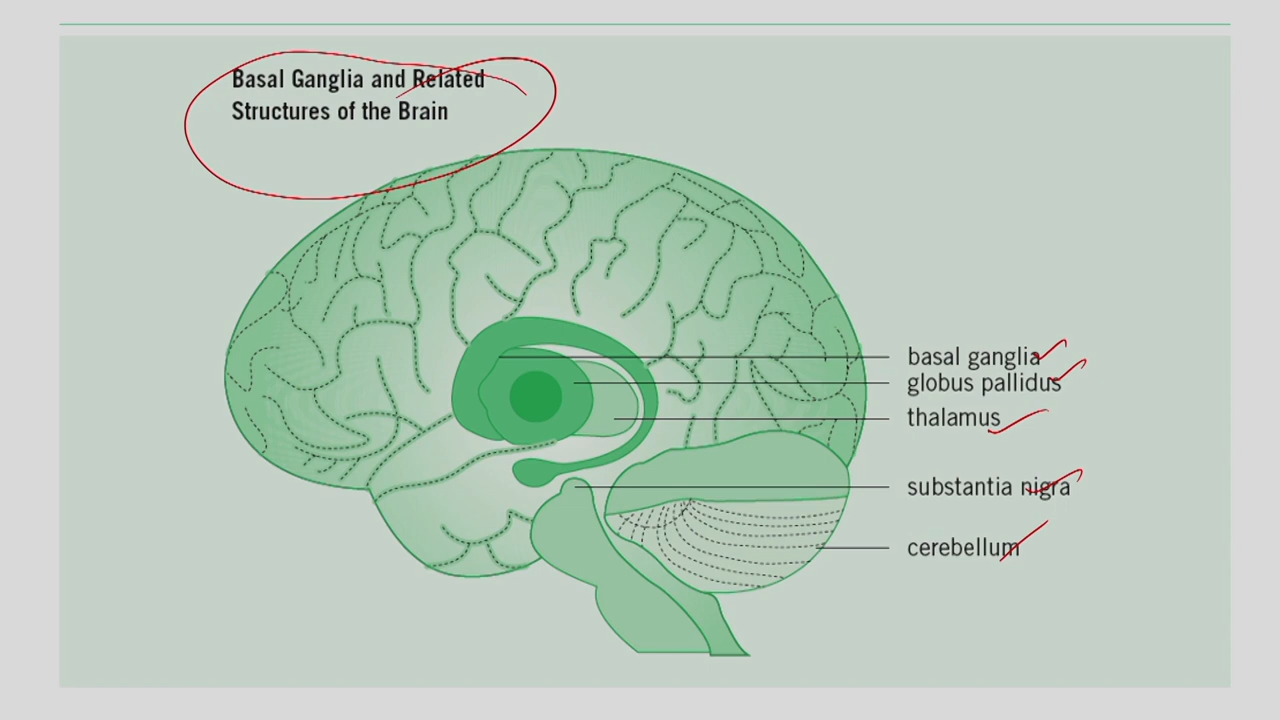 Basal Ganglia and Related
Structures of the Brain
basal ganglia
globus pallidus
thalamus
substantia nigra
cerebellum